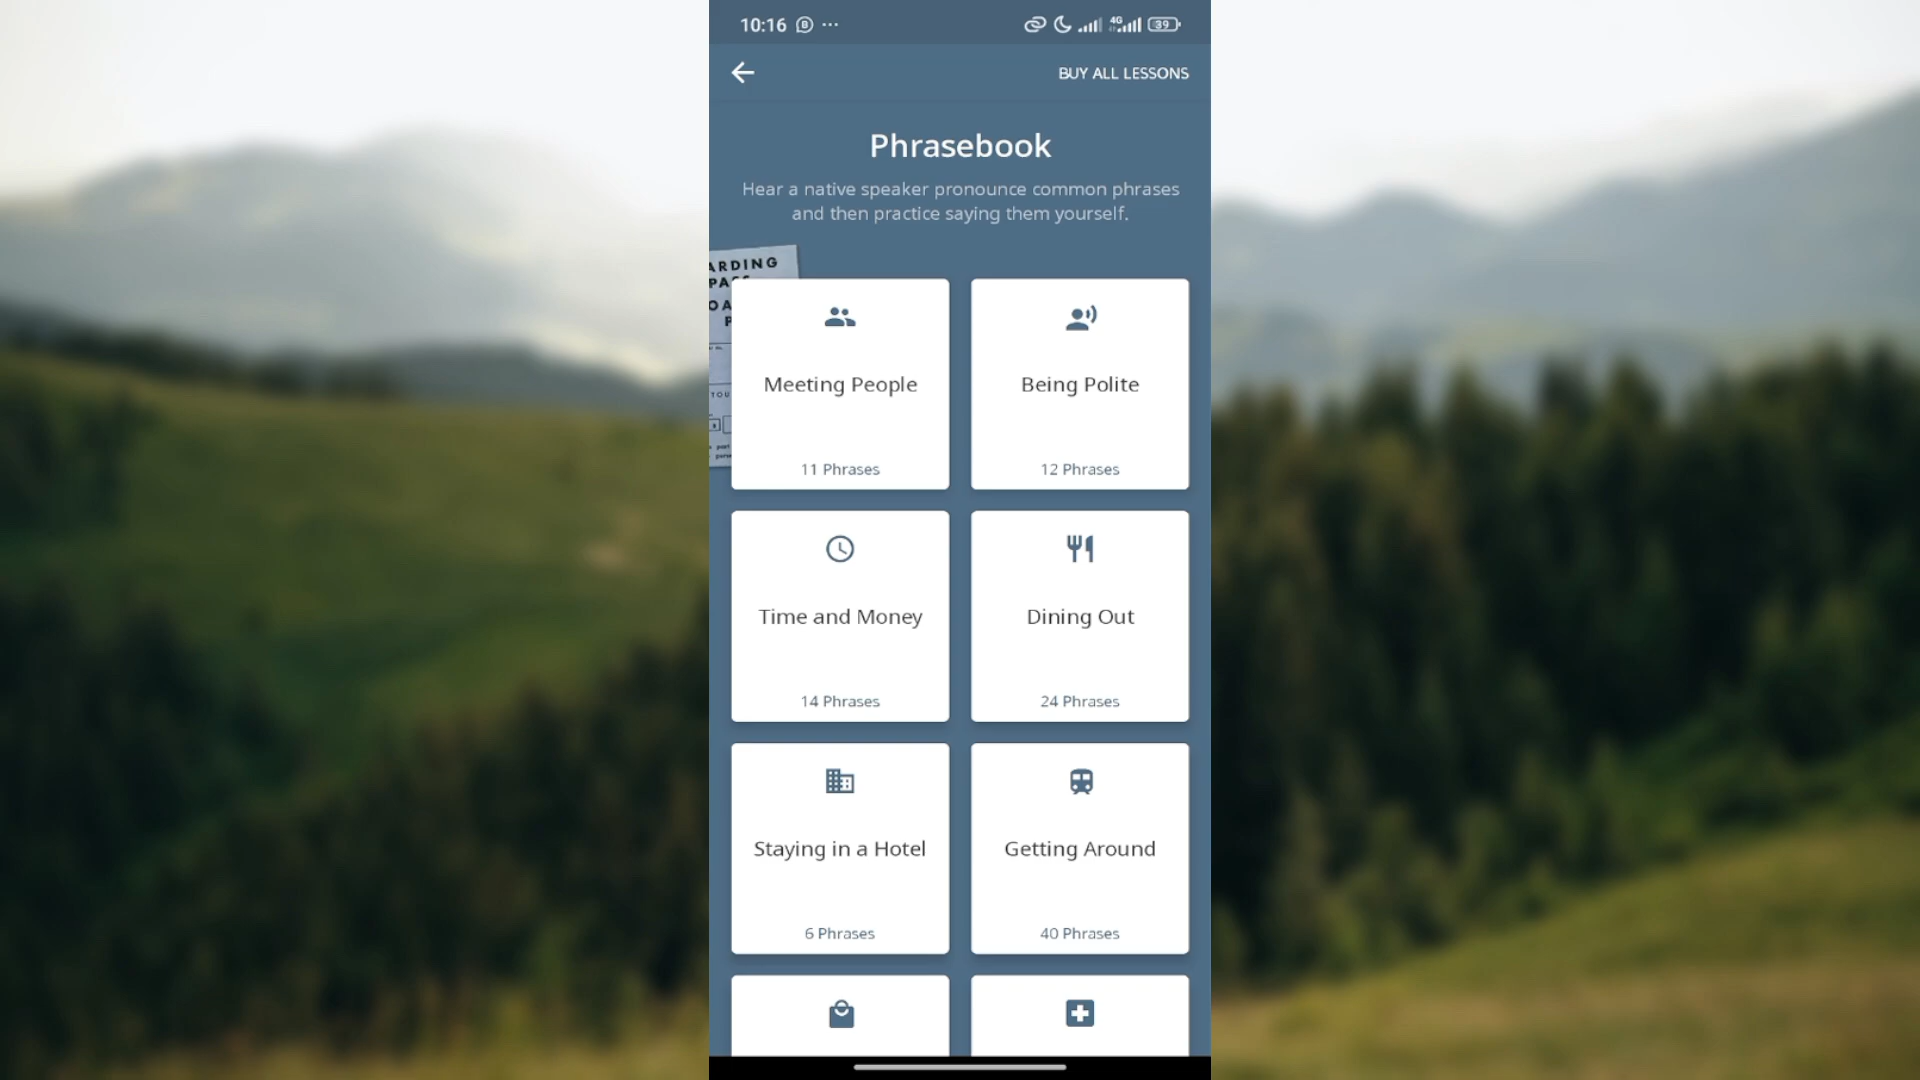 10:16
4G
39
BUY ALL LESSONS
Phrasebook
Hear a native speaker pronounce common phrases
and then practice saying them yourself.
ARDING
Meeting People
11 Phrases
Being Polite
12 Phrases
Time and Money
14 Phrases
Dining Out
24 Phrases
Staying in a Hotel
6 Phrases
Getting Around
40 Phrases